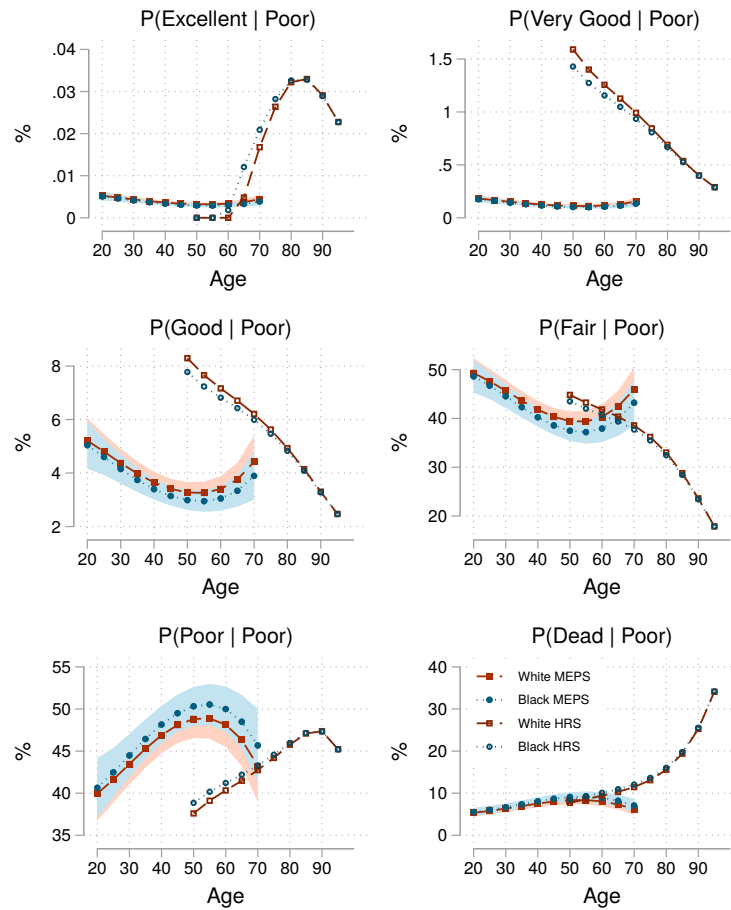 P(Excellent | Poor)
.04
.03
.02
.01
0
%
20 30 40 50 60 70 80 90
Age
P(Very Good | Poor)
1.5
1
.5
0
%
20 30 40 50 60 70 80 90
Age
P(Good | Poor)
8
6
4
2
%
20 30 40 50 60 70 80 90
Age
P(Fair | Poor)
50
40
30
20
%
20 30 40 50 60 70 80 90
Age
P(Poor | Poor)
55
50
45
40
35
%
20 30 40 50 60 70 80 90
Age
P(Dead | Poor)
40
30
20
10
0
%
White MEPS
Black MEPS
White HRS
Black HRS
20 30 40 50 60 70 80 90
Age